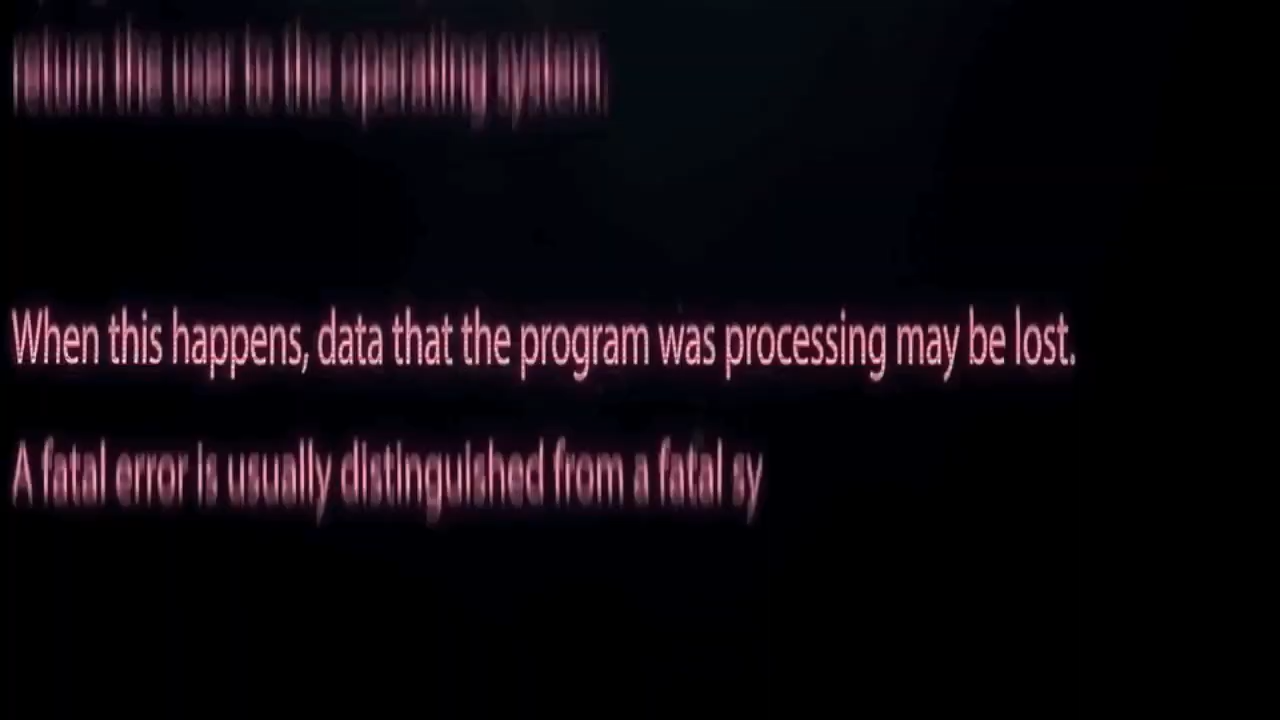 return the user to the operating system
When this happens, data that the program was processing may be lost.
A fatal error is usually distinguished from a fatal sy